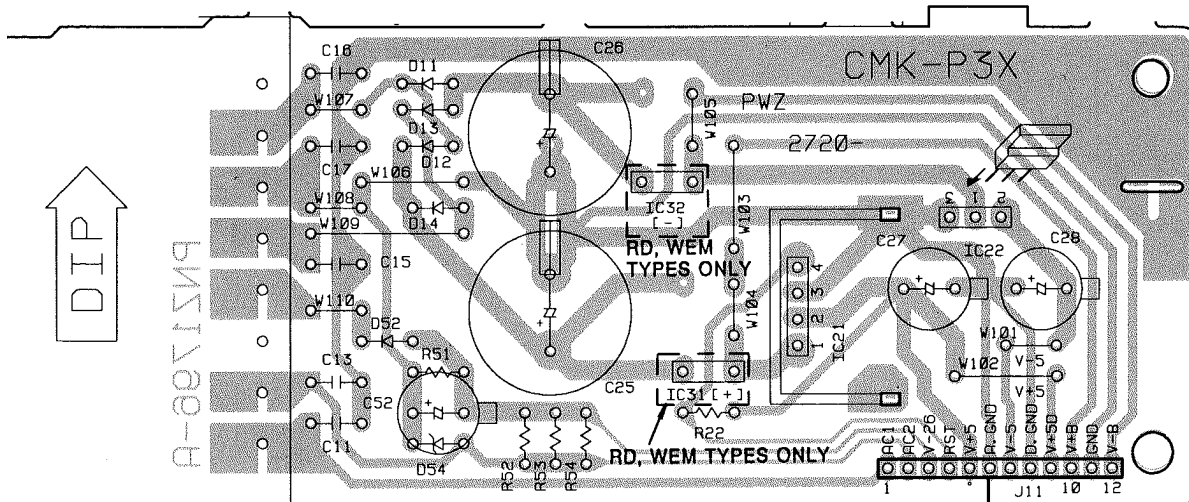 C16
D11
C26
CMK-P3X
W107
W105
PWZ
D13
2720-
C17
D12
W106
W108
IC32
[-]
W103
3 1 2
DIP
D14
W109
RD, WEM
TYPES ONLY
C27
IC22
C28
C15
4
3
2
1
IC21
W110
W104
D52
W101
R51
V-5
W102
C13
C25
IC31 [+]
V+5
C52
R22
C11
D54
RD, WEM TYPES ONLY
R52
R53
R54
AC1
AC2
V-26
RST
V+5
A.GND
V-5
D.GND
V+5D
V+B
GND
V-B
1
J11
10
12